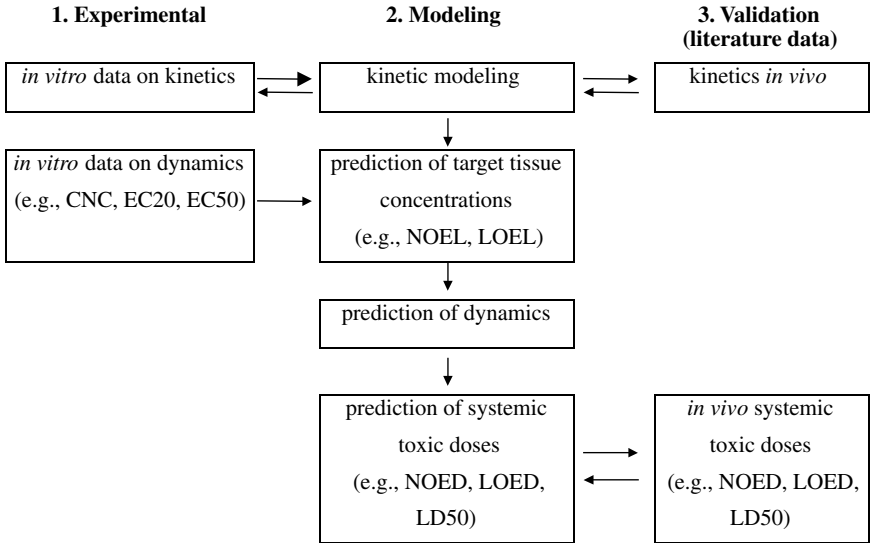 1. Experimental
2. Modeling
3. Validation
(literature data)
in vitro data on kinetics
kinetic modeling
kinetics in vivo
in vitro data on dynamics
(e.g., CNC, EC20, EC50)
prediction of target tissue
concentrations
(e.g., NOEL, LOEL)
prediction of dynamics
prediction of systemic
toxic doses
(e.g., NOED, LOED,
LD50)
in vivo systemic
toxic doses
(e.g., NOED, LOED,
LD50)